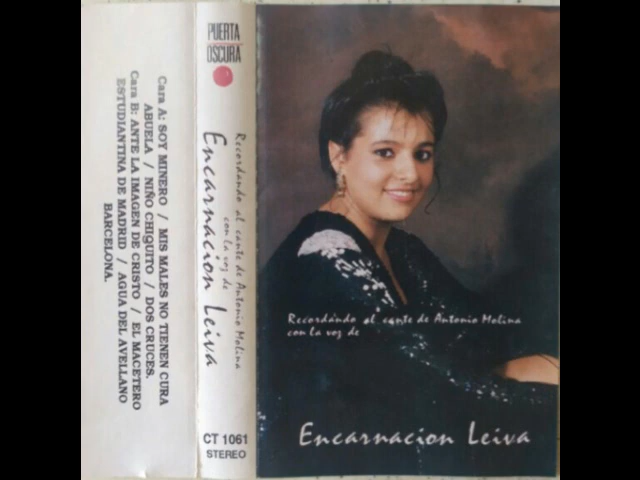 Cara A: SOY MINERO / MIS MALES NO TIENEN CURA
ABUELA / NIÑO CHIQUITO / DOS CRUCES.
Cara B: ANTE LA IMAGEN DE CRISTO / EL MACETERO
ESTUDIANTINA DE MADRID / AGUA DEL AVELLANO
BARCELONA.
PUERTA
OSCURA
Recordando al cante de Antonio Molina
con la voz de
Encarnacion Leiva
CT 1061
STEREO
Recordando al cante de Antonio Molina
con la voz de
Encarnacion Leiva